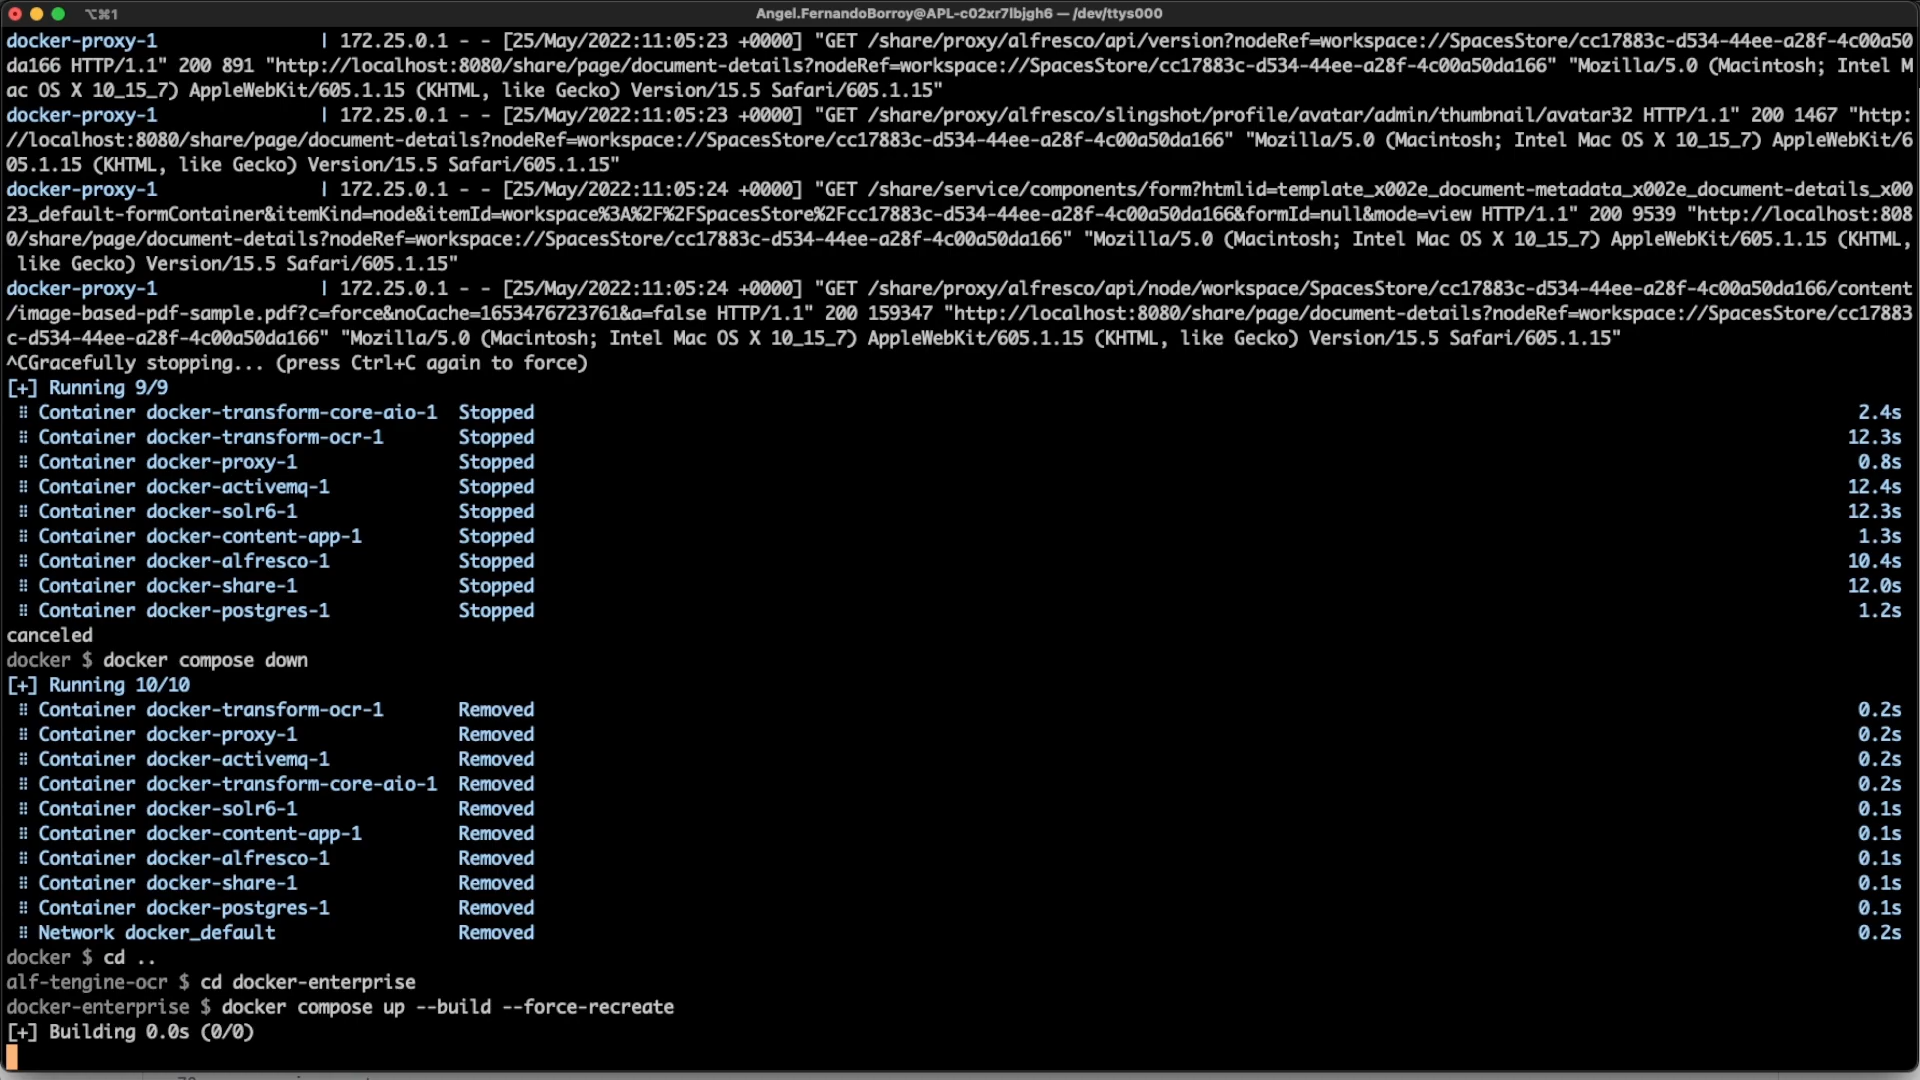 ⌥⌘1
Angel.FernandoBorroy@APL-c02xr7lbjgh6 — /dev/ttys000
docker-proxy-1 | 172.25.0.1 - - [25/May/2022:11:05:23 +0000] "GET /share/proxy/alfresco/api/version?nodeRef=workspace://SpacesStore/cc17883c-d534-44ee-a28f-4c00a50
da166 HTTP/1.1" 200 891 "http://localhost:8080/share/page/document-details?nodeRef=workspace://SpacesStore/cc17883c-d534-44ee-a28f-4c00a50da166" "Mozilla/5.0 (Macintosh; Intel M
ac OS X 10_15_7) AppleWebKit/605.1.15 (KHTML, like Gecko) Version/15.5 Safari/605.1.15"
docker-proxy-1 | 172.25.0.1 - - [25/May/2022:11:05:23 +0000] "GET /share/proxy/alfresco/slingshot/profile/avatar/admin/thumbnail/avatar32 HTTP/1.1" 200 1467 "http:
//localhost:8080/share/page/document-details?nodeRef=workspace://SpacesStore/cc17883c-d534-44ee-a28f-4c00a50da166" "Mozilla/5.0 (Macintosh; Intel Mac OS X 10_15_7) AppleWebKit/6
05.1.15 (KHTML, like Gecko) Version/15.5 Safari/605.1.15"
docker-proxy-1 | 172.25.0.1 - - [25/May/2022:11:05:24 +0000] "GET /share/service/components/form?htmlid=template_x002e_document-metadata_x002e_document-details_x00
23_default-formContainer&itemKind=node&itemId=workspace%3A%2F%2FSpacesStore%2Fcc17883c-d534-44ee-a28f-4c00a50da166&formId=null&mode=view HTTP/1.1" 200 9539 "http://localhost:808
0/share/page/document-details?nodeRef=workspace://SpacesStore/cc17883c-d534-44ee-a28f-4c00a50da166" "Mozilla/5.0 (Macintosh; Intel Mac OS X 10_15_7) AppleWebKit/605.1.15 (KHTML,
like Gecko) Version/15.5 Safari/605.1.15"
docker-proxy-1 | 172.25.0.1 - - [25/May/2022:11:05:24 +0000] "GET /share/proxy/alfresco/api/node/workspace/SpacesStore/cc17883c-d534-44ee-a28f-4c00a50da166/content
/image-based-pdf-sample.pdf?c=force&noCache=1653476723761&a=false HTTP/1.1" 200 159347 "http://localhost:8080/share/page/document-details?nodeRef=workspace://SpacesStore/cc17883
c-d534-44ee-a28f-4c00a50da166" "Mozilla/5.0 (Macintosh; Intel Mac OS X 10_15_7) AppleWebKit/605.1.15 (KHTML, like Gecko) Version/15.5 Safari/605.1.15"
^CGracefully stopping... (press Ctrl+C again to force)
[+] Running 9/9
⠿ Container docker-transform-core-aio-1 Stopped 2.4s
⠿ Container docker-transform-ocr-1 Stopped 12.3s
⠿ Container docker-proxy-1 Stopped 0.8s
⠿ Container docker-activemq-1 Stopped 12.4s
⠿ Container docker-solr6-1 Stopped 12.3s
⠿ Container docker-content-app-1 Stopped 1.3s
⠿ Container docker-alfresco-1 Stopped 10.4s
⠿ Container docker-share-1 Stopped 12.0s
⠿ Container docker-postgres-1 Stopped 1.2s
canceled
docker $ docker compose down
[+] Running 10/10
⠿ Container docker-transform-ocr-1 Removed 0.2s
⠿ Container docker-proxy-1 Removed 0.2s
⠿ Container docker-activemq-1 Removed 0.2s
⠿ Container docker-transform-core-aio-1 Removed 0.2s
⠿ Container docker-solr6-1 Removed 0.1s
⠿ Container docker-content-app-1 Removed 0.1s
⠿ Container docker-alfresco-1 Removed 0.1s
⠿ Container docker-share-1 Removed 0.1s
⠿ Container docker-postgres-1 Removed 0.1s
⠿ Network docker_default Removed 0.2s
docker $ cd ..
alf-tengine-ocr $ cd docker-enterprise
docker-enterprise $ docker compose up --build --force-recreate
[+] Building 0.0s (0/0)